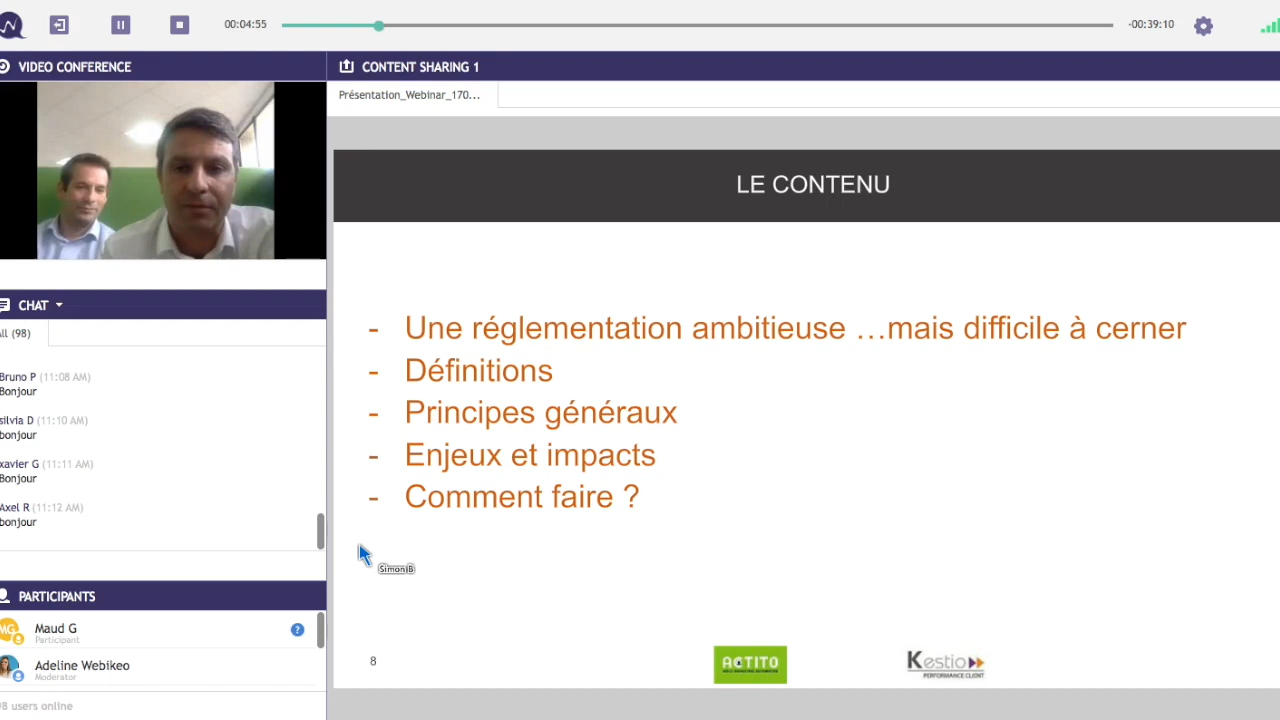 00:04:55
-00:39:10
VIDEO CONFERENCE
CONTENT SHARING 1
Présentation_Webinar_170...
LE CONTENU
- Une réglementation ambitieuse ...mais difficile à cerner
- Définitions
- Principes généraux
- Enjeux et impacts
- Comment faire ?
SimonjB
8
ACTITO
Kestio
PERFORMANCE CLIENT
CHAT
(98)
Bruno P (11:08 AM)
Bonjour
silvia D (11:10 AM)
bonjour
xavier G (11:11 AM)
Bonjour
Axel R (11:12 AM)
bonjour
PARTICIPANTS
MG
Maud G
Participant
?
Adeline Webikeo
Moderator
users online